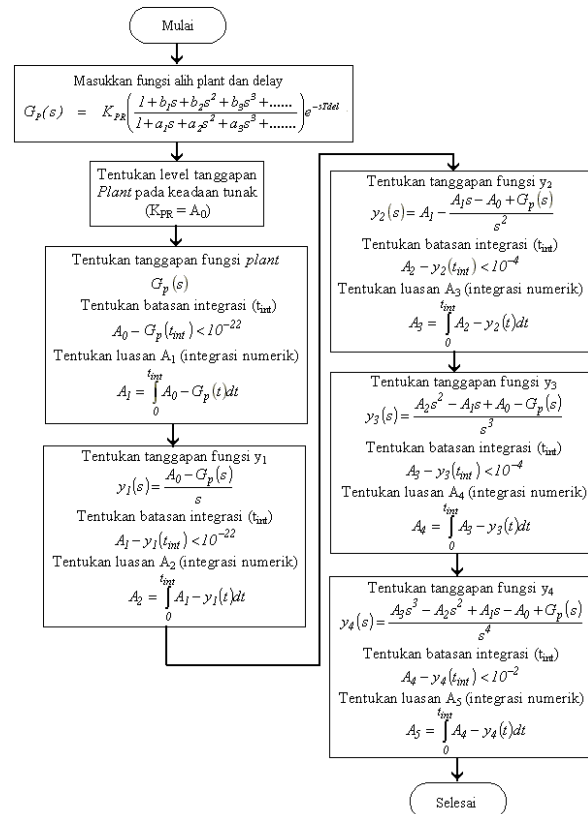 Mulai
Masukkan fungsi alih plant dan delay
G_P(s) = K_PR((1+b_1s+b_2s^2+b_3s^3+......)/(1+a_1s+a_2s^2+a_3s^3+.......))e^{-sTdel}
Tentukan level tanggapan
Plant pada keadaan tunak
(K_PR = A_0)
Tentukan tanggapan fungsi plant
G_p(s)
Tentukan batasan integrasi (t_int)
A_0 - G_p(t_int) < 10^{-22}
Tentukan luasan A_1 (integrasi numerik)
A_1 = ∫_0^{t_int} A_0 - G_p(t)dt
Tentukan tanggapan fungsi y_1
y_1(s) = (A_0 - G_p(s))/s
Tentukan batasan integrasi (t_int)
A_1 - y_1(t_int) < 10^{-22}
Tentukan luasan A_2 (integrasi numerik)
A_2 = ∫_0^{t_int} A_1 - y_1(t)dt
Tentukan tanggapan fungsi y_2
y_2(s) = A_1 - (A_1s - A_0 + G_p(s))/s^2
Tentukan batasan integrasi (t_int)
A_2 - y_2(t_int) < 10^{-4}
Tentukan luasan A_3 (integrasi numerik)
A_3 = ∫_0^{t_int} A_2 - y_2(t)dt
Tentukan tanggapan fungsi y_3
y_3(s) = (A_2s^2 - A_1s + A_0 - G_p(s))/s^3
Tentukan batasan integrasi (t_int)
A_3 - y_3(t_int) < 10^{-4}
Tentukan luasan A_4 (integrasi numerik)
A_4 = ∫_0^{t_int} A_3 - y_3(t)dt
Tentukan tanggapan fungsi y_4
y_4(s) = (A_3s^3 - A_2s^2 + A_1s - A_0 + G_p(s))/s^4
Tentukan batasan integrasi (t_int)
A_4 - y_4(t_int) < 10^{-2}
Tentukan luasan A_5 (integrasi numerik)
A_5 = ∫_0^{t_int} A_4 - y_4(t)dt
Selesai